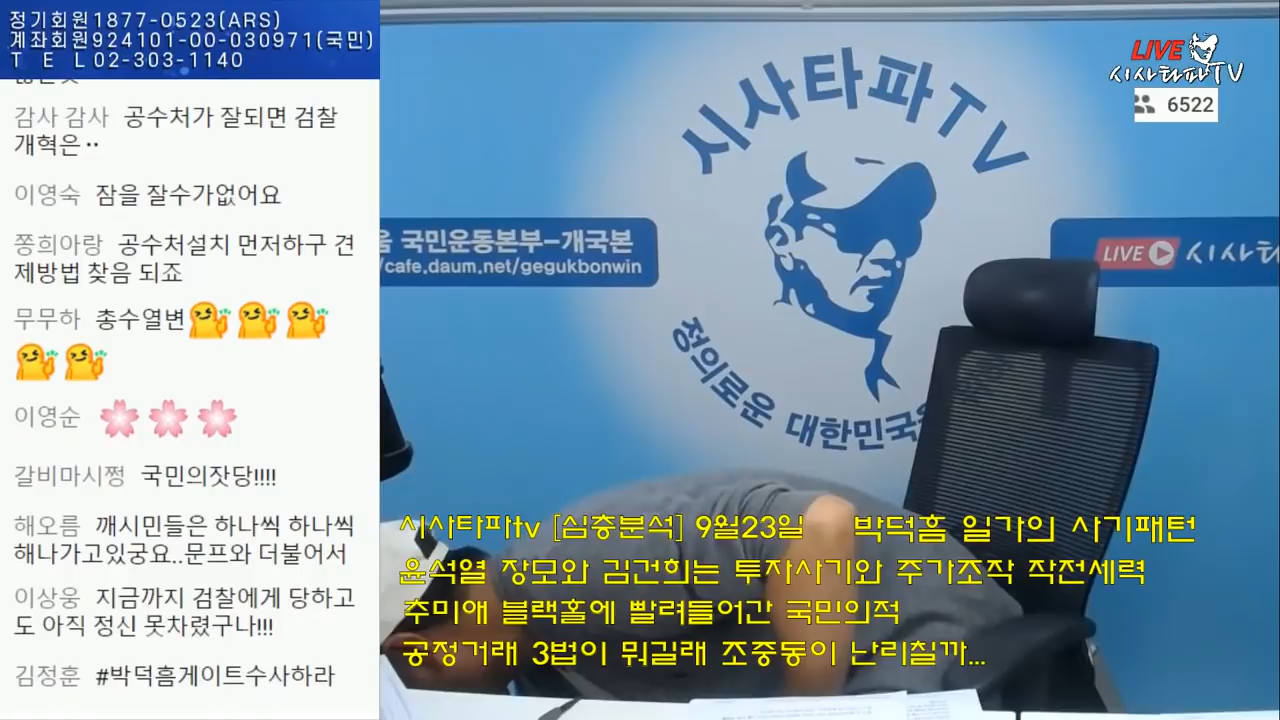 정기회원1877-0523(ARS)
계좌회원924101-00-030971(국민)
T E L 02-303-1140
감사 감사 공수처가 잘되면 검찰
개혁은··
이영숙 잠을 잘수가없어요
쫑희아랑 공수처설치 먼저하구 견
제방법 찾음 되죠
무무하 총수열변
이영순
갈비마시쩡 국민의짓당!!!!
해오름 깨시민들은 하나씩 하나씩
해나가고있궁요..문프와 더불어서
이상웅 지금까지 검찰에게 당하고
도 아직 정신 못차렸구나!!!
김정훈 #박덕흠게이트수사하라
LIVE
시사타파TV
6522
시사타파TV
국민운동본부-개국본
/cafe.daum.net/gegukbonwin
LIVE 시사타
정의로운 대한민국
시사타파tv [심층분석] 9월23일 박덕흠 일가의 사기패턴
윤석열 장모와 김건희는 투자사기와 주가조작 작전세력
추미애 블랙홀에 빨려들어간 국민의적
공정거래 3법이 뭐길래 조중동이 난리칠까...